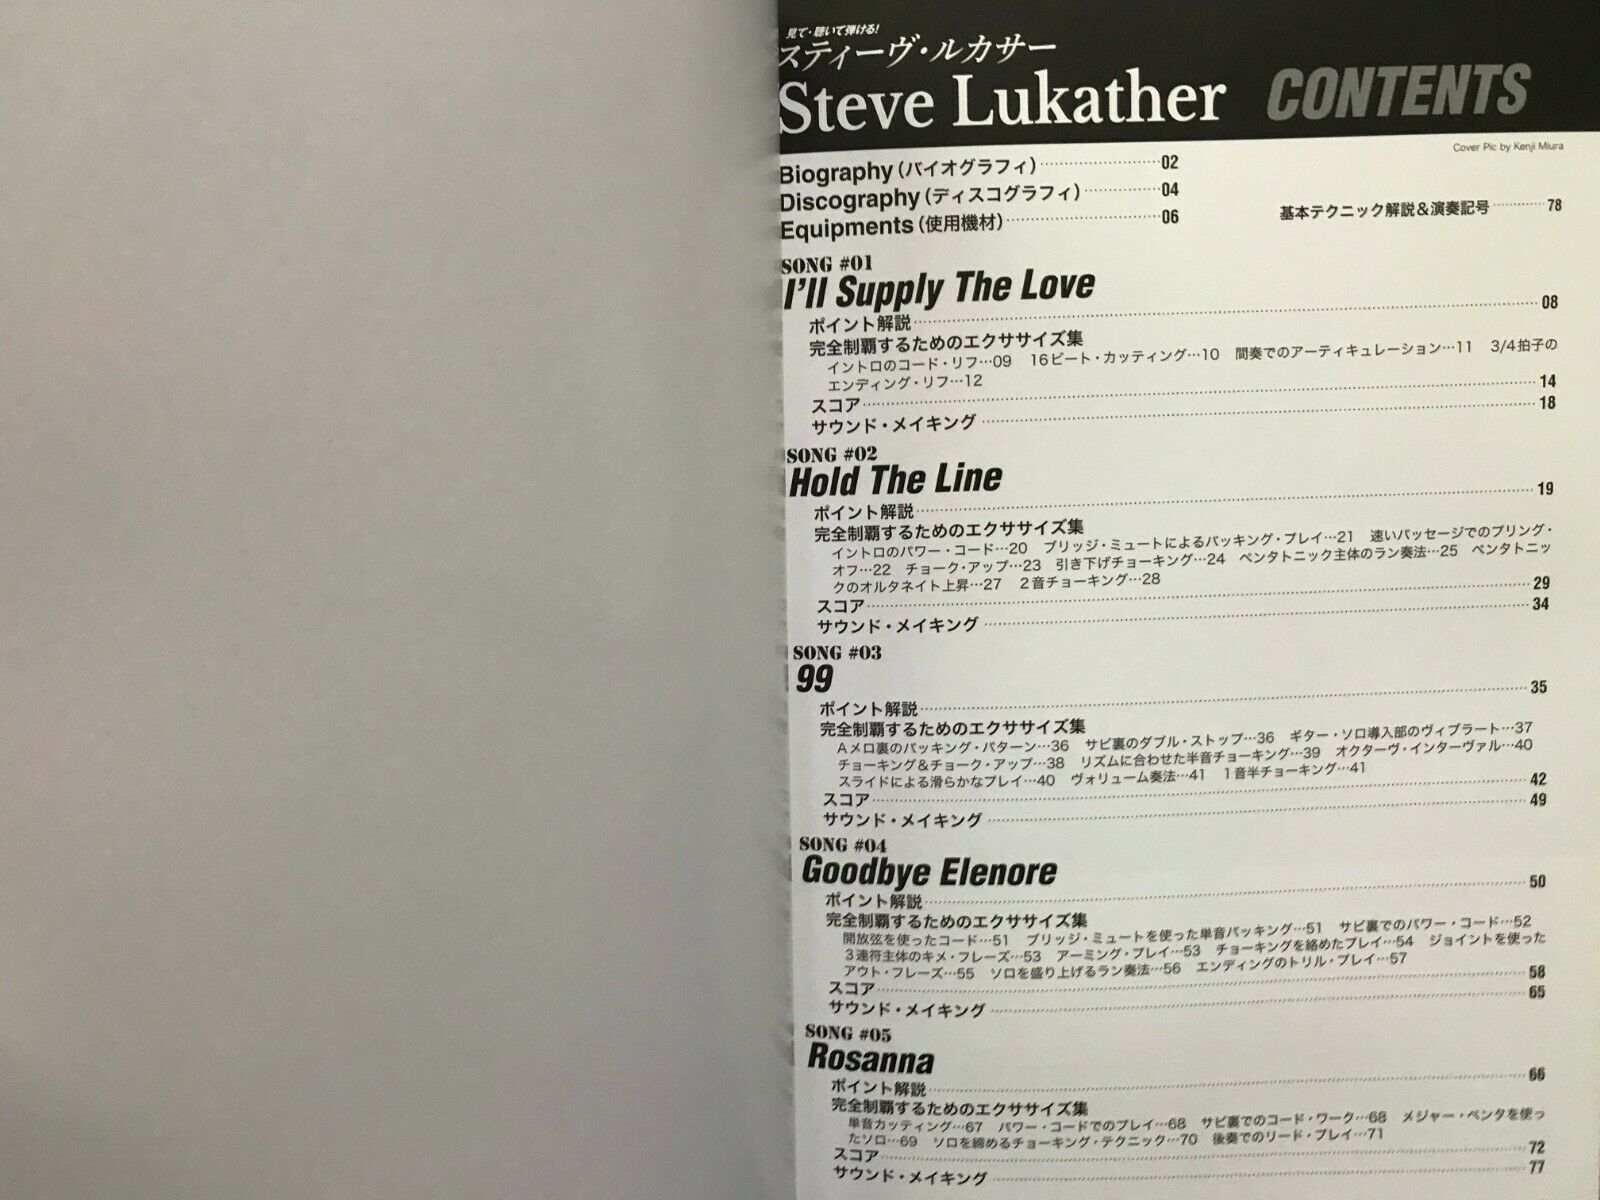 見て・聴いて弾ける!
スティーヴ・ルカサー
Steve Lukather CONTENTS
Cover Pic by Kenji Miura
Biography(バイオグラフィ)……………………02
Discography(ディスコグラフィ)……………04
Equipments(使用機材)……………………………06
基本テクニック解説&演奏記号…………78
SONG #01
I'll Supply The Love
ポイント解説……………………08
完全制覇するためのエクササイズ集
イントロのコード・リフ…09 16ビート・カッティング…10 間奏でのアーティキュレーション…11 3/4拍子の
エンディング・リフ…12
スコア……………………14
サウンド・メイキング……………………18
SONG #02
Hold The Line
ポイント解説……………………19
完全制覇するためのエクササイズ集
イントロのパワー・コード…20 ブリッジ・ミュートによるバッキング・プレイ…21 速いパッセージでのプリング・
オフ…22 チョーク・アップ…23 引き下げチョーキング…24 ペンタトニック主体のラン奏法…25 ペンタトニッ
クのオルタネイト上昇…27 2音チョーキング…28
スコア……………………29
サウンド・メイキング……………………34
SONG #03
99
ポイント解説……………………35
完全制覇するためのエクササイズ集
Aメロ裏のバッキング・パターン…36 サビ裏のダブル・ストップ…36 ギター・ソロ導入部のヴィブラート…37
チョーキング&チョーク・アップ…38 リズムに合わせた半音チョーキング…39 オクターヴ・インターヴァル…40
スライドによる滑らかなプレイ…40 ヴォリューム奏法…41 1音半チョーキング…41
スコア……………………42
サウンド・メイキング……………………49
SONG #04
Goodbye Elenore
ポイント解説……………………50
完全制覇するためのエクササイズ集
開放弦を使ったコード…51 ブリッジ・ミュートを使った単音バッキング…51 サビ裏でのパワー・コード…52
3連符主体のキメ・フレーズ…53 アーミング・プレイ…53 チョーキングを絡めたプレイ…54 ジョイントを使った
アウト・フレーズ…55 ソロを盛り上げるラン奏法…56 エンディングのトリル・プレイ…57
スコア……………………58
サウンド・メイキング……………………65
SONG #05
Rosanna
ポイント解説……………………66
完全制覇するためのエクササイズ集
単音カッティング…67 パワー・コードでのプレイ…68 サビ裏でのコード・ワーク…68 メジャー・ペンタを使っ
たソロ…69 ソロを締めるチョーキング・テクニック…70 後奏でのリード・プレイ…71
スコア……………………72
サウンド・メイキング……………………77